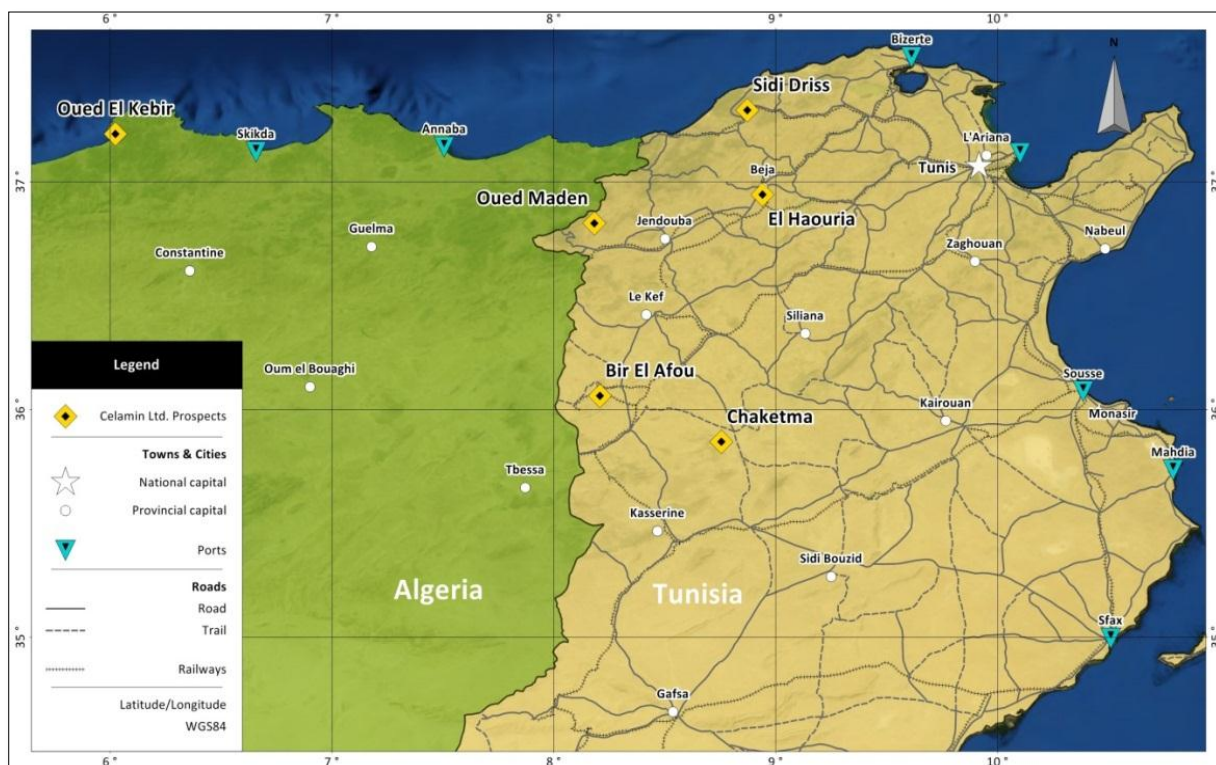 6 °
7 °
8 °
9 °
10 °
Bizerte
N
Sidi Driss
Oued El Kebir
Skikda
Annaba
L'Ariana
Tunis
Beja
37 °
37 °
Oued Maden
El Haouria
Guelma
Jendouba
Nabeul
Constantine
Zaghouan
Le Kef
Siliana
Legend
Oum el Bouaghi
Bir El Afou
Sousse
Celamin Ltd. Prospects
36 °
36 °
Chaketma
Kairouan
Monasir
Towns & Cities
Mahdia
National capital
Tbessa
Provincial capital
Kasserine
Ports
Sidi Bouzid
Algeria
Tunisia
Roads
Road
Sfax
Trail
35 °
35 °
Railways
Gafsa
Latitude/Longitude
WGS84
6 °
7 °
8 °
9 °
10 °